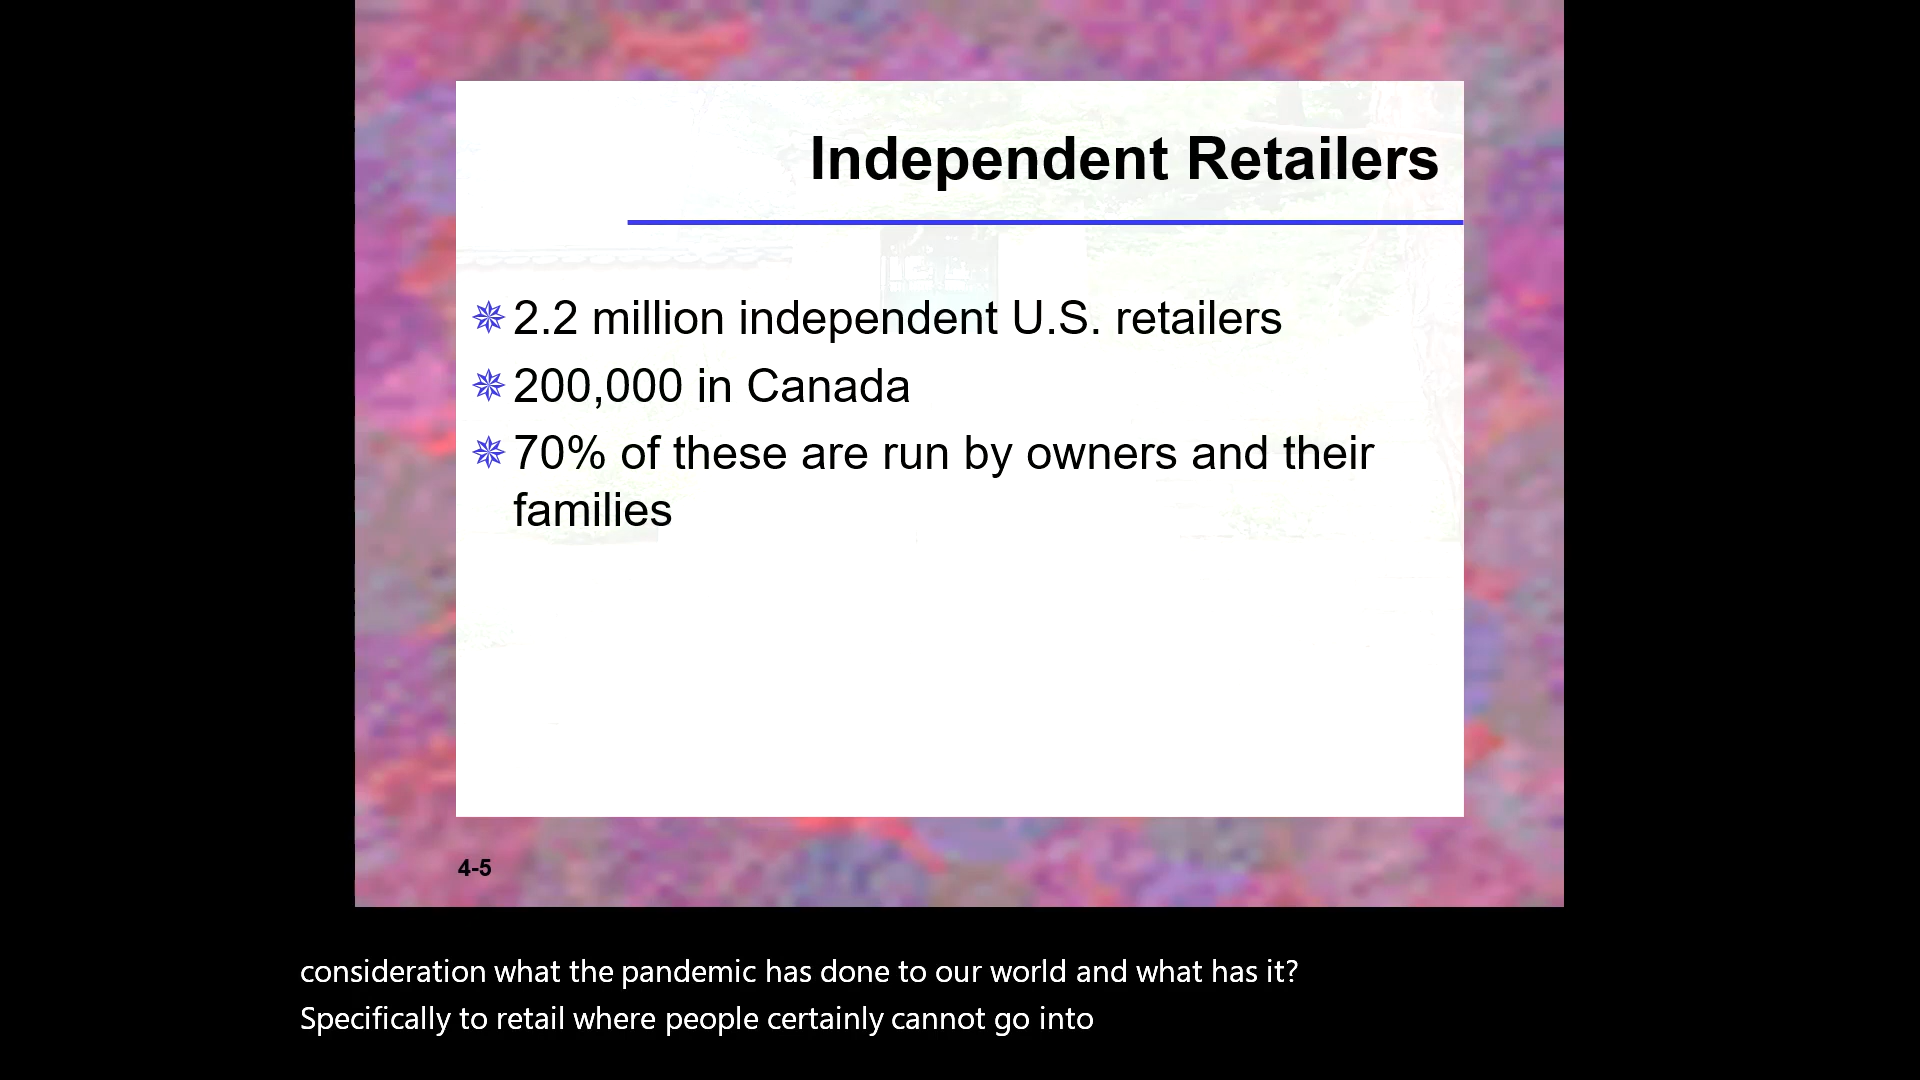 Independent Retailers
2.2 million independent U.S. retailers
200,000 in Canada
70% of these are run by owners and their
families
4-5
consideration what the pandemic has done to our world and what has it?
Specifically to retail where people certainly cannot go into